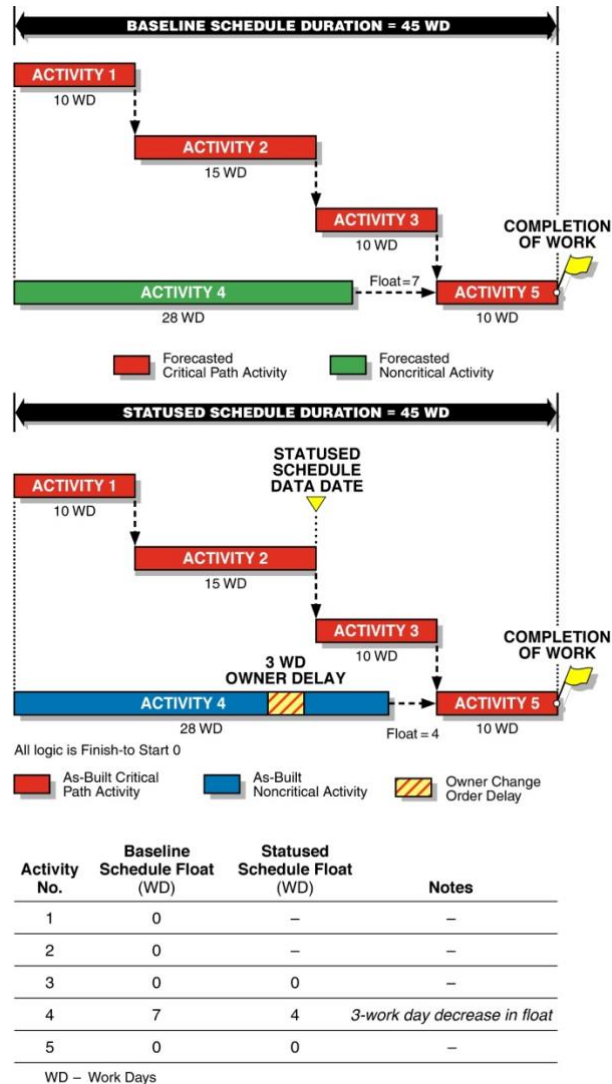 BASELINE SCHEDULE DURATION = 45 WD
ACTIVITY 1
10 WD
ACTIVITY 2
15 WD
ACTIVITY 3
10 WD
COMPLETION
OF WORK
ACTIVITY 4
28 WD
Float=7
ACTIVITY 5
10 WD
Forecasted
Critical Path Activity
Forecasted
Noncritical Activity
STATUSED SCHEDULE DURATION = 45 WD
STATUSED
SCHEDULE
DATA DATE
ACTIVITY 1
10 WD
ACTIVITY 2
15 WD
ACTIVITY 3
10 WD
COMPLETION
OF WORK
3 WD
OWNER DELAY
ACTIVITY 4
28 WD
Float=4
ACTIVITY 5
10 WD
All logic is Finish-to Start 0
As-Built Critical
Path Activity
As-Built
Noncritical Activity
Owner Change
Order Delay
Activity No. Baseline Schedule Float (WD) Statused Schedule Float (WD) Notes
1 0 – –
2 0 – –
3 0 0 –
4 7 4 3-work day decrease in float
5 0 0 –
WD – Work Days